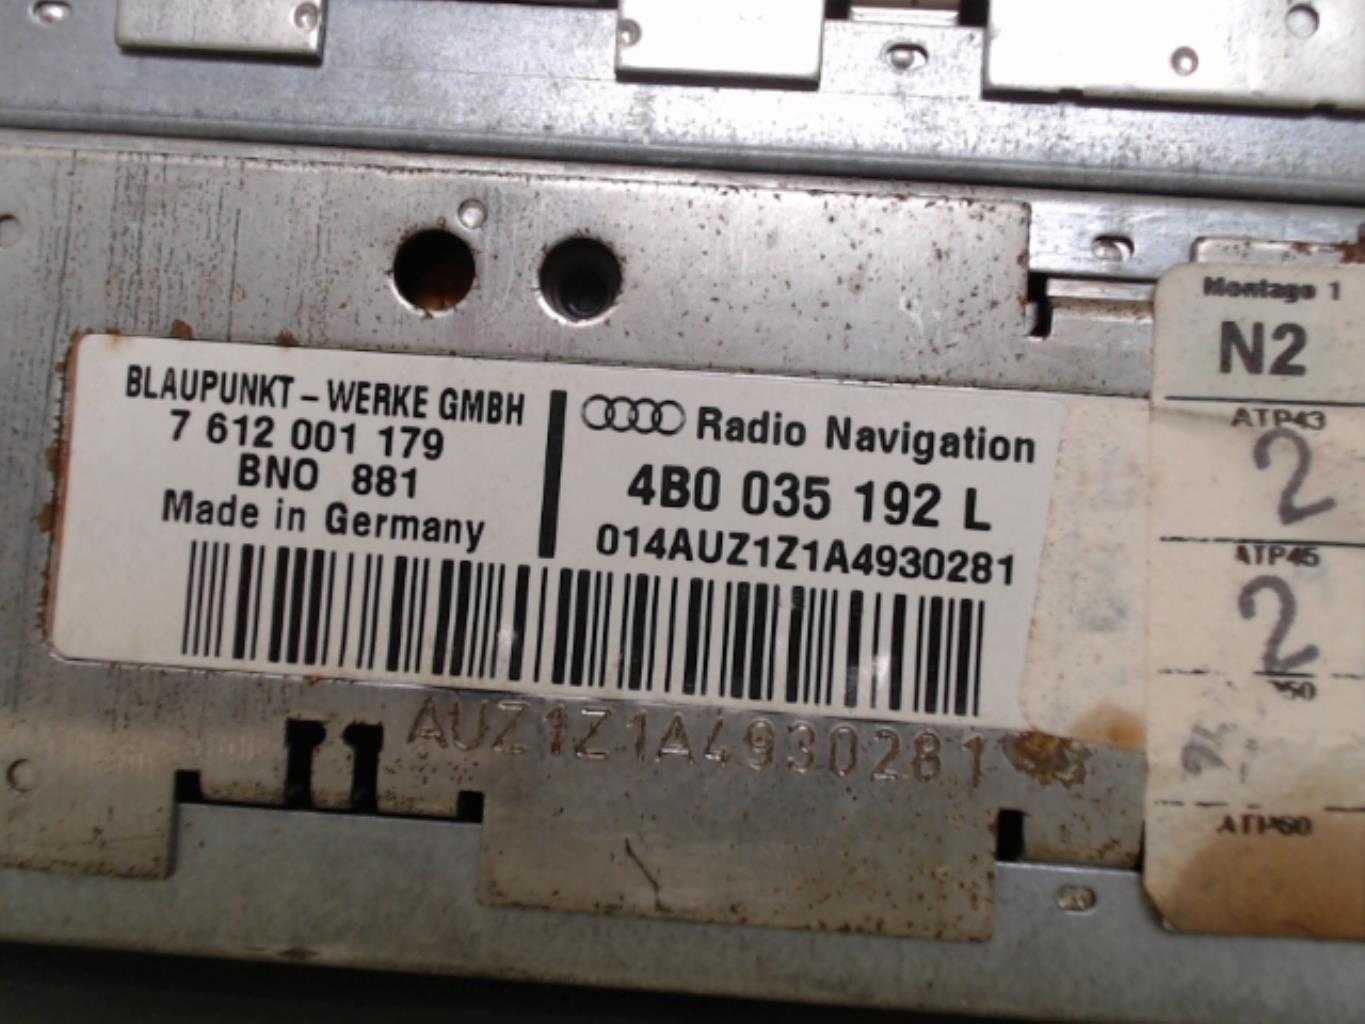 BLAUPUNKT - WERKE GMBH
7 612 001 179
BNO 881
Made in Germany
Radio Navigation
4B0 035 192 L
014AUZ1Z1A4930281
AUZ1Z1A4930281
Montage 1
N2
ATP43
2
ATP45
2
ATP60